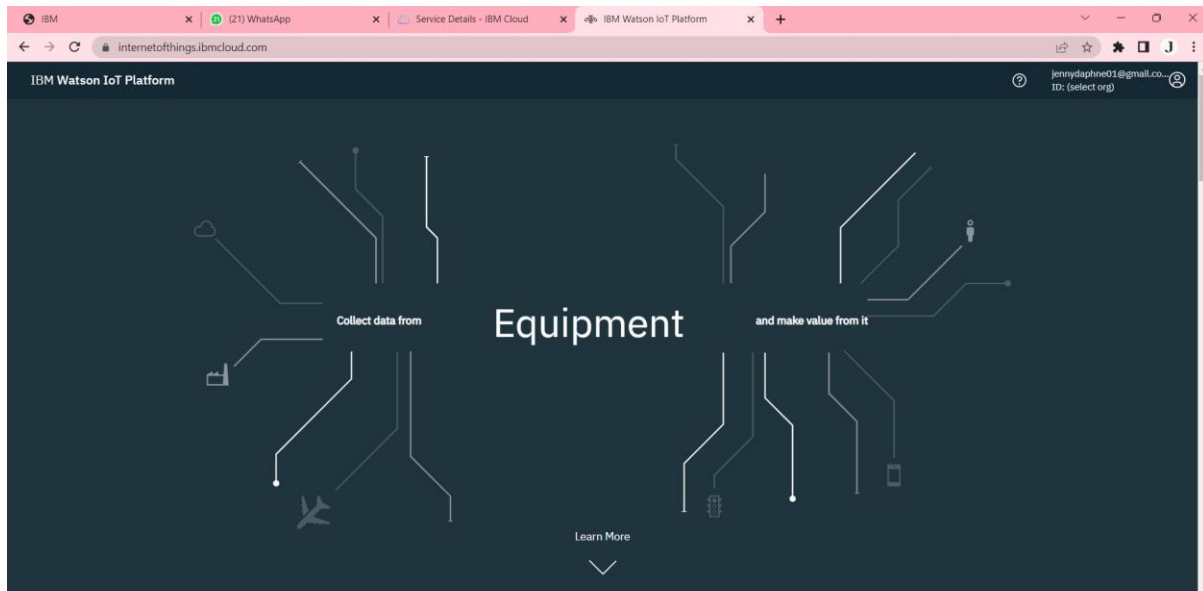 IBM
(21) WhatsApp
Service Details - IBM Cloud
IBM Watson IoT Platform
internetofthings.ibmcloud.com
J
IBM Watson IoT Platform
jennydaphne01@gmail.co...
ID: (select org)
Collect data from
Equipment
and make value from it
Learn More